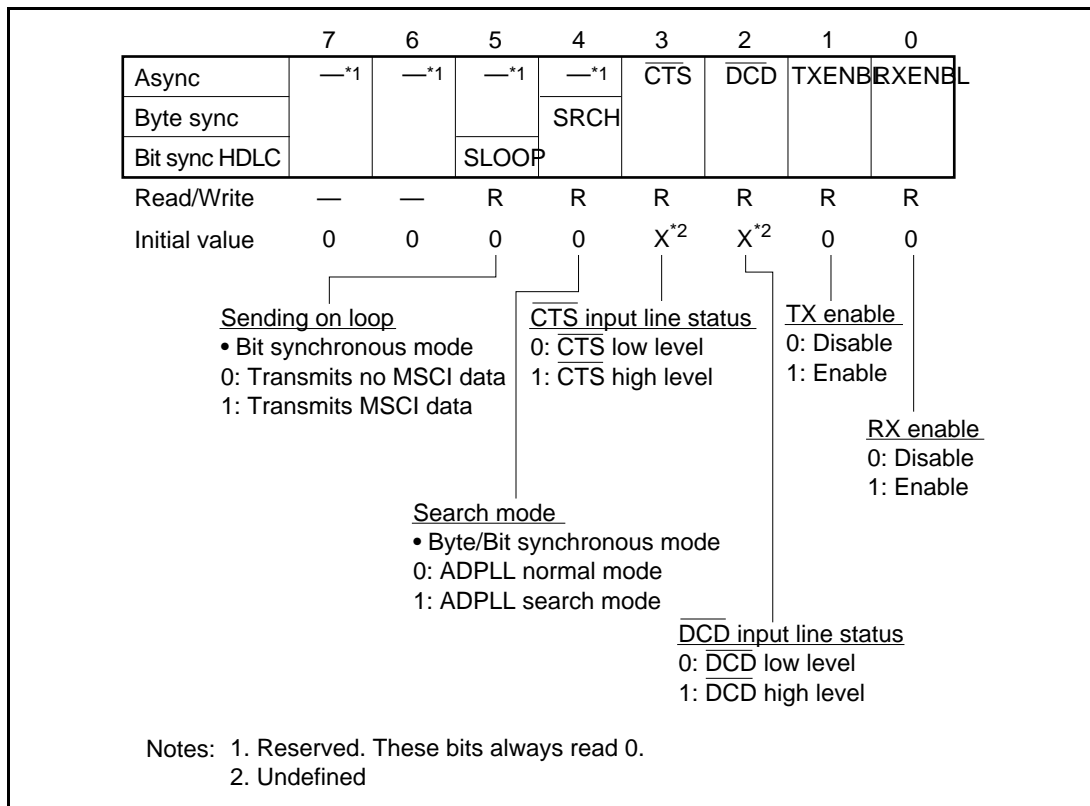 7 6 5 4 3 2 1 0
Async —*1 —*1 —*1 —*1 CTS DCD TXENBL RXENBL
Byte sync SRCH
Bit sync HDLC SLOOP
Read/Write — — R R R R R R
Initial value 0 0 0 0 X*2 X*2 0 0
Sending on loop
• Bit synchronous mode
0: Transmits no MSCI data
1: Transmits MSCI data
CTS input line status
0: CTS low level
1: CTS high level
TX enable
0: Disable
1: Enable
RX enable
0: Disable
1: Enable
Search mode
• Byte/Bit synchronous mode
0: ADPLL normal mode
1: ADPLL search mode
DCD input line status
0: DCD low level
1: DCD high level
Notes: 1. Reserved. These bits always read 0.
2. Undefined